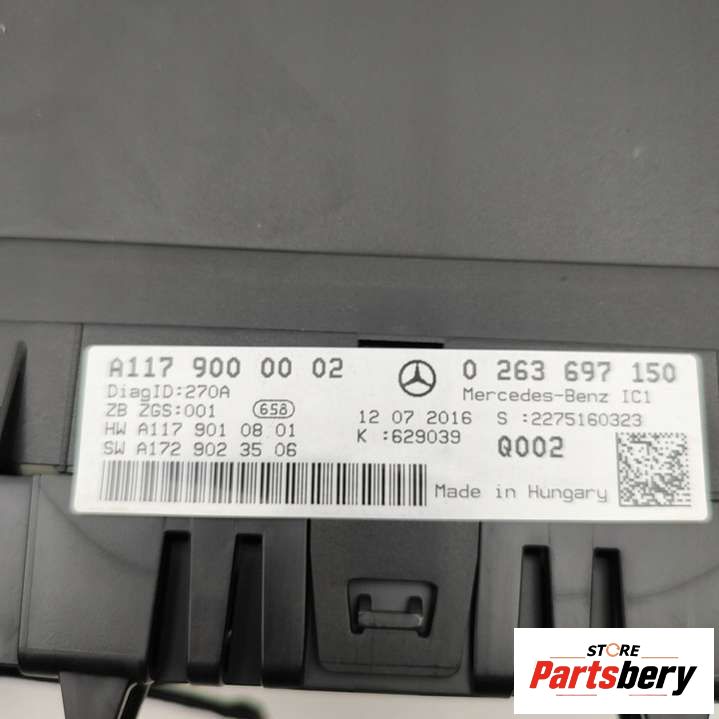 A117 900 00 02
DiagID:270A
ZB ZGS:001 658
HW A117 901 08 01
SW A172 902 35 06
12 07 2016
K :629039
0 263 697 150
Mercedes-Benz IC1
S :2275160323
Q002
Made in Hungary
STORE
Partsbery